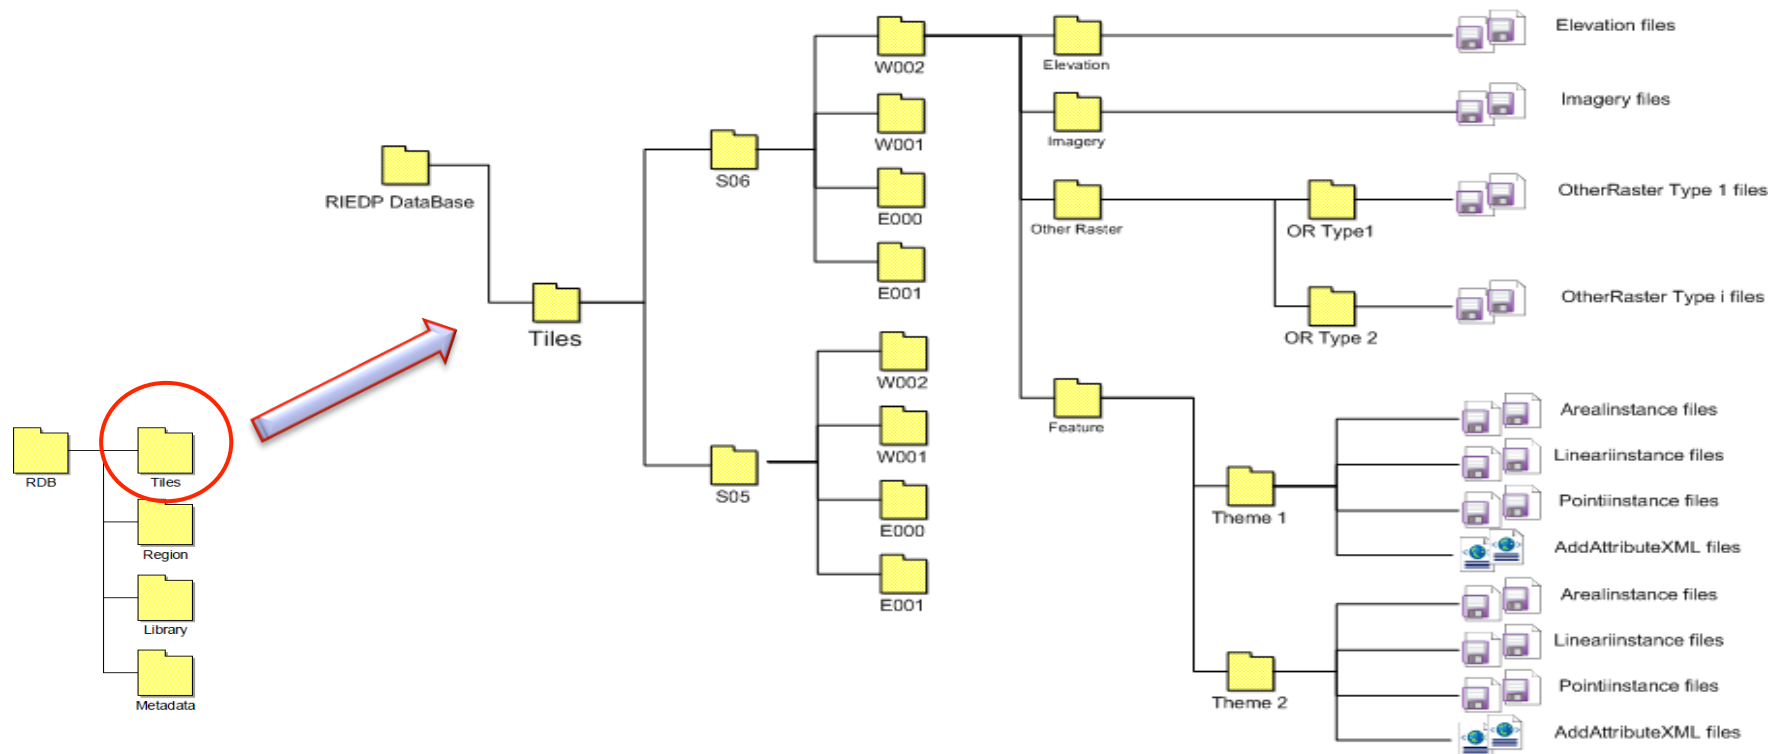 RDB
Tiles
Region
Library
Metadata
RIEDP DataBase
Tiles
S06
S05
W002
W001
E000
E001
W002
W001
E000
E001
Elevation
Imagery
Other Raster
Feature
OR Type1
OR Type 2
Theme 1
Theme 2
Elevation files
Imagery files
OtherRaster Type 1 files
OtherRaster Type i files
Arealinstance files
Lineariinstance files
Pointiinstance files
AddAttributeXML files
Arealinstance files
Lineariinstance files
Pointiinstance files
AddAttributeXML files